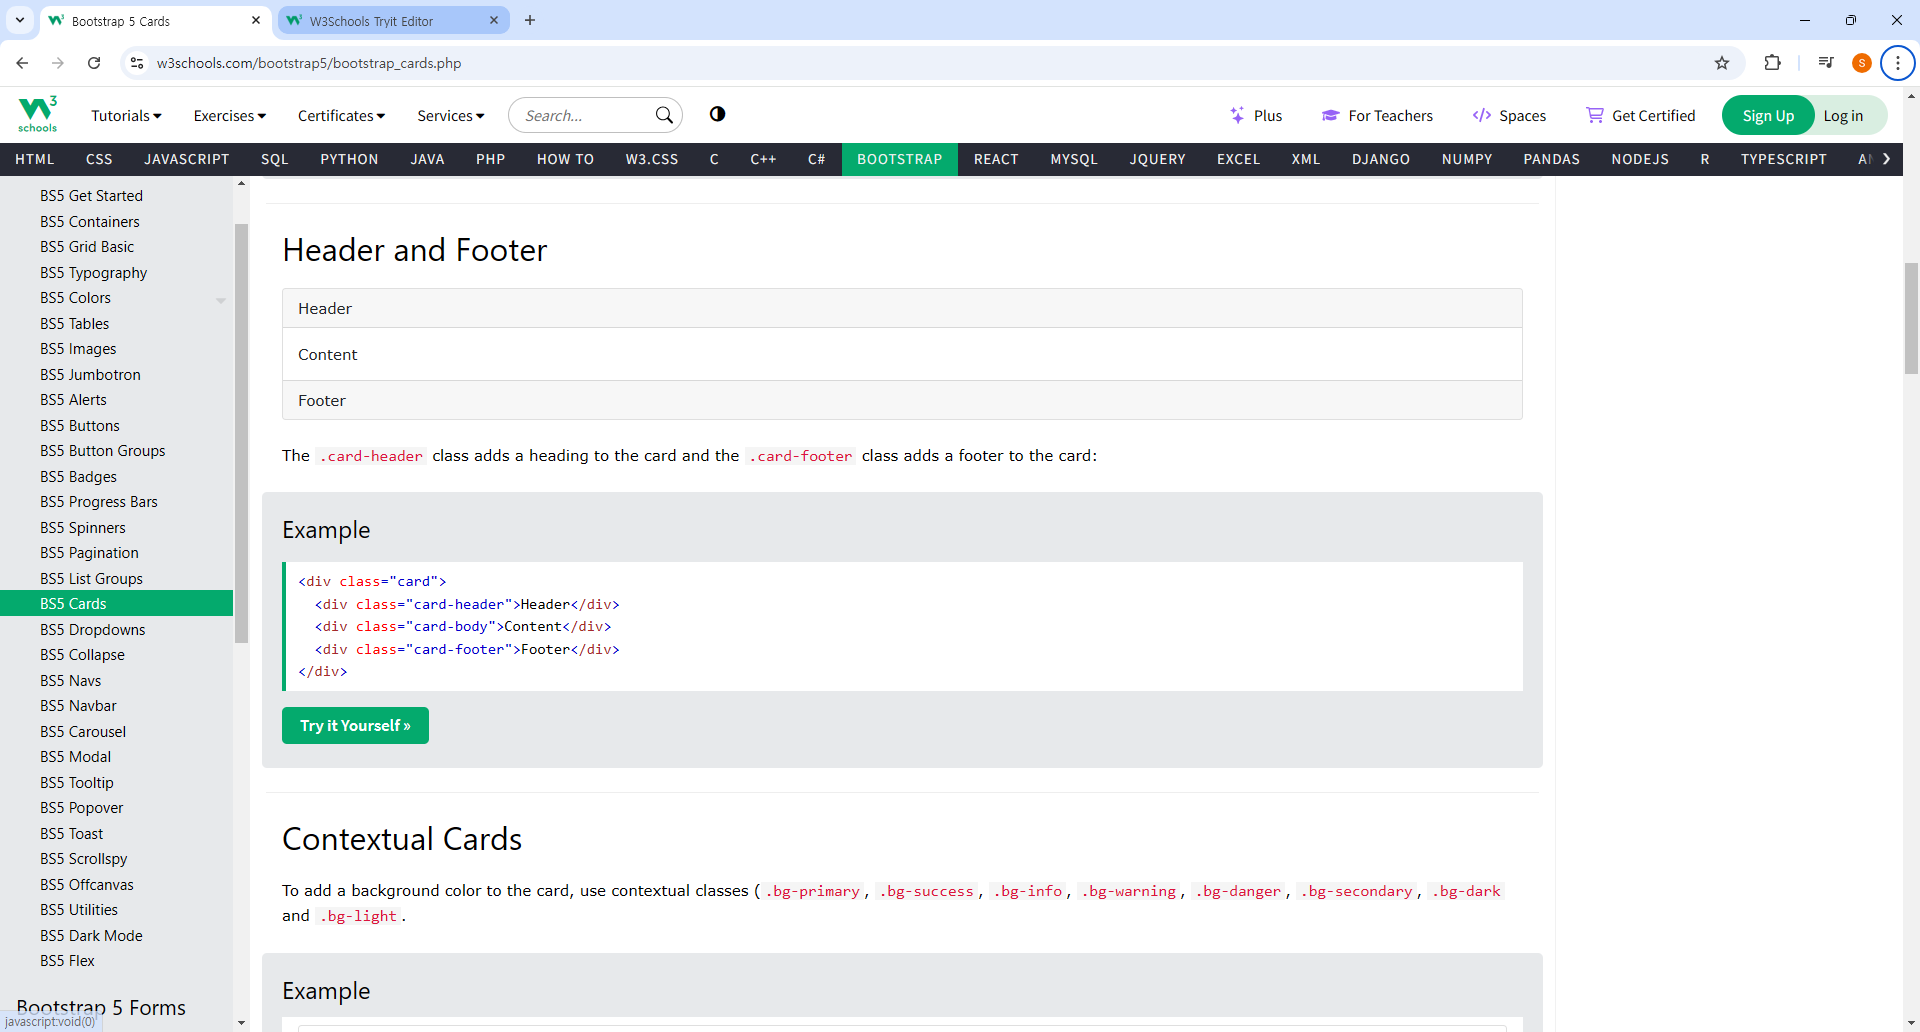 Bootstrap 5 Cards
W3Schools Tryit Editor
w3schools.com/bootstrap5/bootstrap_cards.php
S
3
schools
Tutorials
Exercises
Certificates
Services
Search...
Plus
For Teachers
Spaces
Get Certified
Sign Up
Log in
HTML CSS JAVASCRIPT SQL PYTHON JAVA PHP HOW TO W3.CSS C C++ C# BOOTSTRAP REACT MYSQL JQUERY EXCEL XML DJANGO NUMPY PANDAS NODEJS R TYPESCRIPT
BS5 Get Started
BS5 Containers
BS5 Grid Basic
BS5 Typography
BS5 Colors
BS5 Tables
BS5 Images
BS5 Jumbotron
BS5 Alerts
BS5 Buttons
BS5 Button Groups
BS5 Badges
BS5 Progress Bars
BS5 Spinners
BS5 Pagination
BS5 List Groups
BS5 Cards
BS5 Dropdowns
BS5 Collapse
BS5 Navs
BS5 Navbar
BS5 Carousel
BS5 Modal
BS5 Tooltip
BS5 Popover
BS5 Toast
BS5 Scrollspy
BS5 Offcanvas
BS5 Utilities
BS5 Dark Mode
BS5 Flex
Bootstrap 5 Forms
javascript:void(0)
Header and Footer
Header
Content
Footer
The .card-header class adds a heading to the card and the .card-footer class adds a footer to the card:
Example
<div class="card">
<div class="card-header">Header</div>
<div class="card-body">Content</div>
<div class="card-footer">Footer</div>
</div>
Try it Yourself »
Contextual Cards
To add a background color to the card, use contextual classes (.bg-primary, .bg-success, .bg-info, .bg-warning, .bg-danger, .bg-secondary, .bg-dark
and .bg-light.
Example